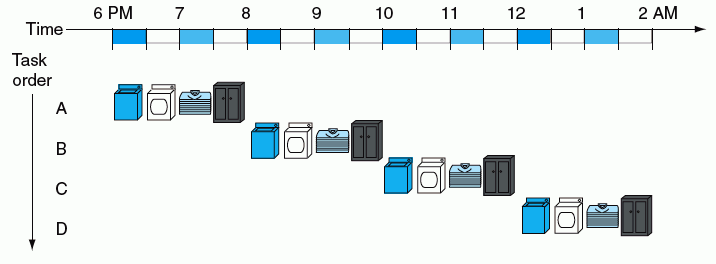 6 PM 7 8 9 10 11 12 1 2 AM
Time
Task
order
A
B
C
D